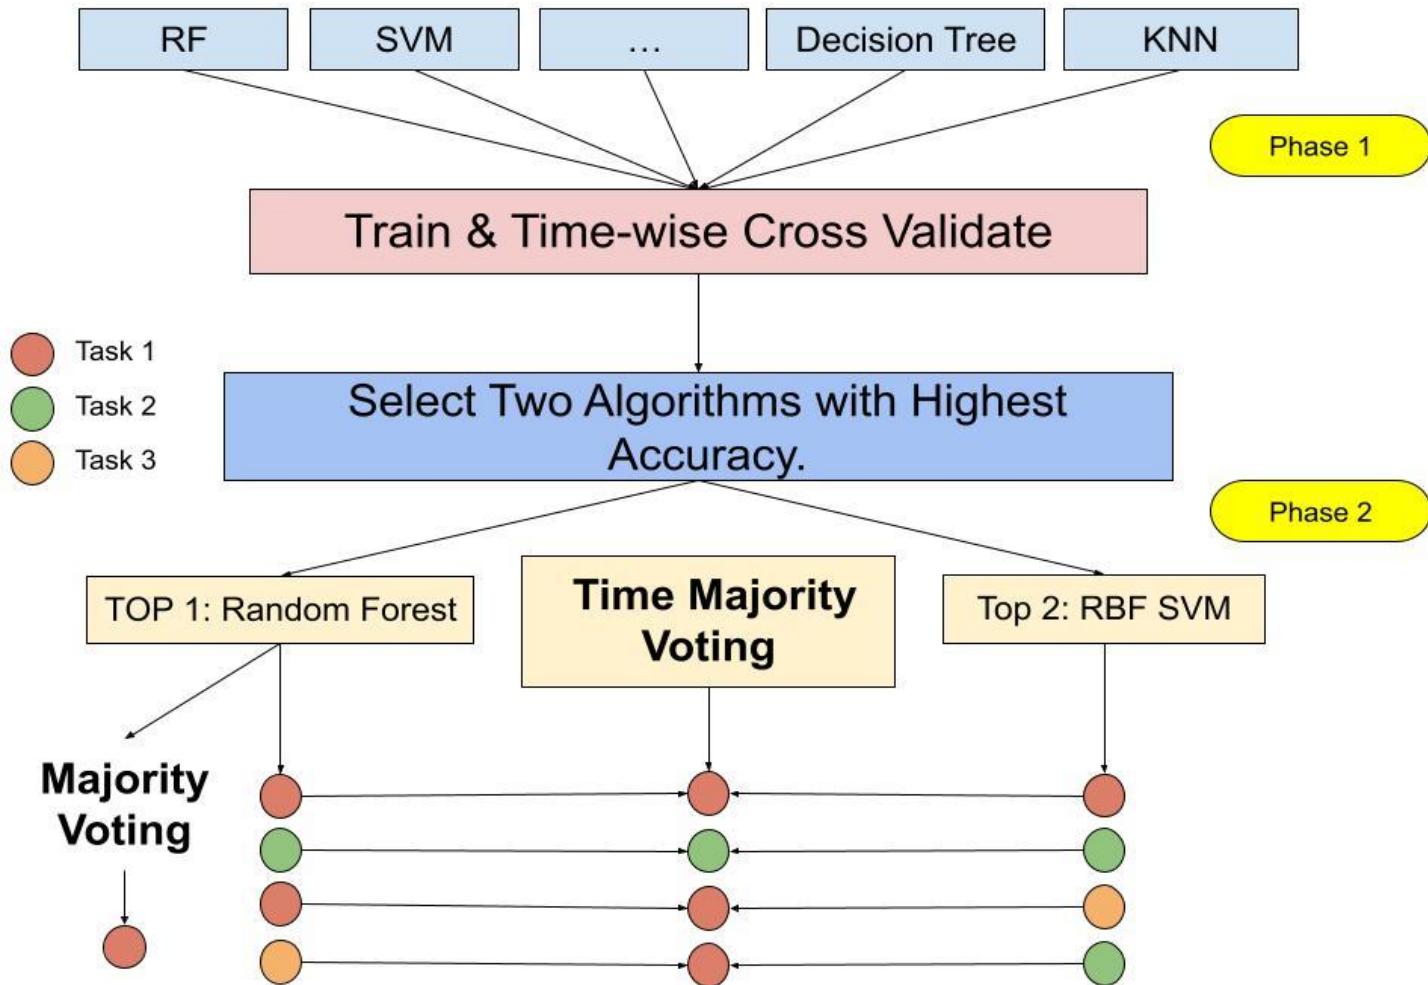 RF
SVM
...
Decision Tree
KNN
Phase 1
Train & Time-wise Cross Validate
Task 1
Task 2
Task 3
Select Two Algorithms with Highest
Accuracy.
Phase 2
TOP 1: Random Forest
Time Majority
Voting
Top 2: RBF SVM
Majority
Voting